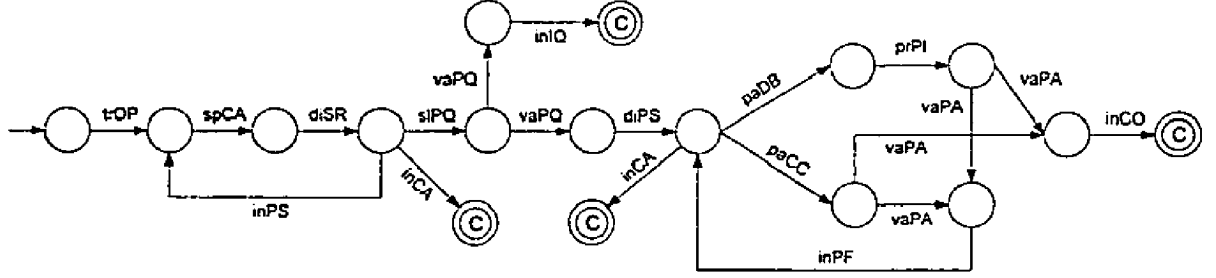 inIQ
C
vaPQ
prPI
paDB
vaPA
vaPA
trOP
spCA
diSR
slPQ
vaPQ
diPS
inCO
C
vaPA
paCC
inCA
inCA
inPS
C
C
vaPA
inPF